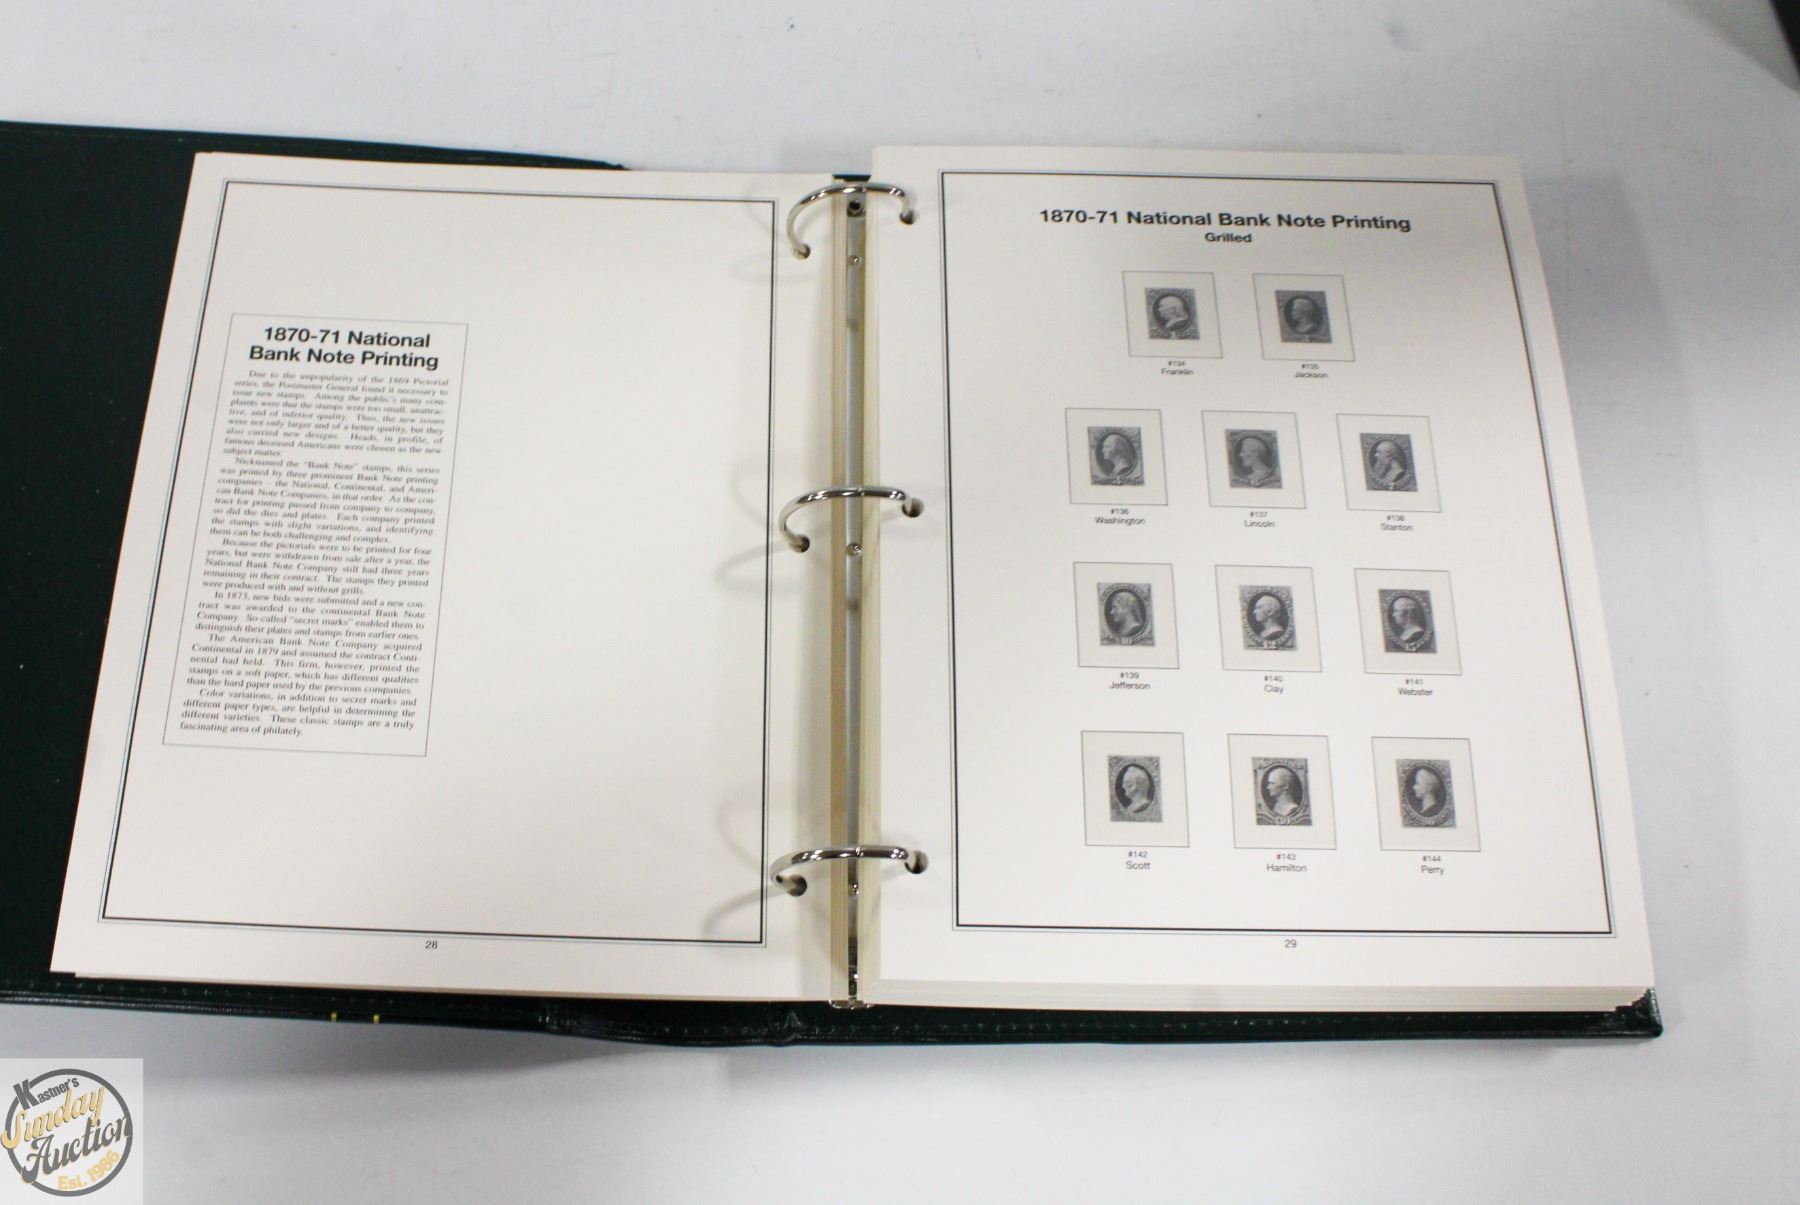 1870-71 National
Bank Note Printing
Due to the unpopularity of the 1869 Pictorial
series, the Postmaster General found it necessary to
issue new stamps. Among the public's many com-
plaints were that the stamps were too small, unattrac-
tive, and of inferior quality. Thus, the new issues
were not only larger and of a better quality, but they
also carried new designs. Heads, in profile, of
famous deceased Americans were chosen as the new
subject matter.
Nicknamed the "Bank Note" stamps, this series
was printed by three prominent Bank Note printing
companies – the National, Continental, and Ameri-
can Bank Note Companies, in that order. As the con-
tract for printing passed from company to company,
so did the dies and plates. Each company printed
the stamps with slight variations, and identifying
them can be both challenging and complex.
Because the pictorials were to be printed for four
years, but were withdrawn from sale after a year, the
National Bank Note Company still had three years
remaining in their contract. The stamps they printed
were produced with and without grills.
In 1873, new bids were submitted and a new con-
tract was awarded to the continental Bank Note
Company. So-called "secret marks" enabled them to
distinguish their plates and stamps from earlier ones.
The American Bank Note Company acquired
Continental in 1879 and assumed the contract Conti-
nental had held. This firm, however, printed the
stamps on a soft paper, which has different qualities
than the hard paper used by the previous companies.
Color variations, in addition to secret marks and
different paper types, are helpful in determining the
different varieties. These classic stamps are a truly
fascinating area of philately.
28
1870-71 National Bank Note Printing
Grilled
#134 #135
Franklin Jackson
#136 #137 #138
Washington Lincoln Stanton
#139 #140 #141
Jefferson Clay Webster
#142 #143 #144
Scott Hamilton Perry
29
Kastner's
Sunday
Auction
Est. 1986